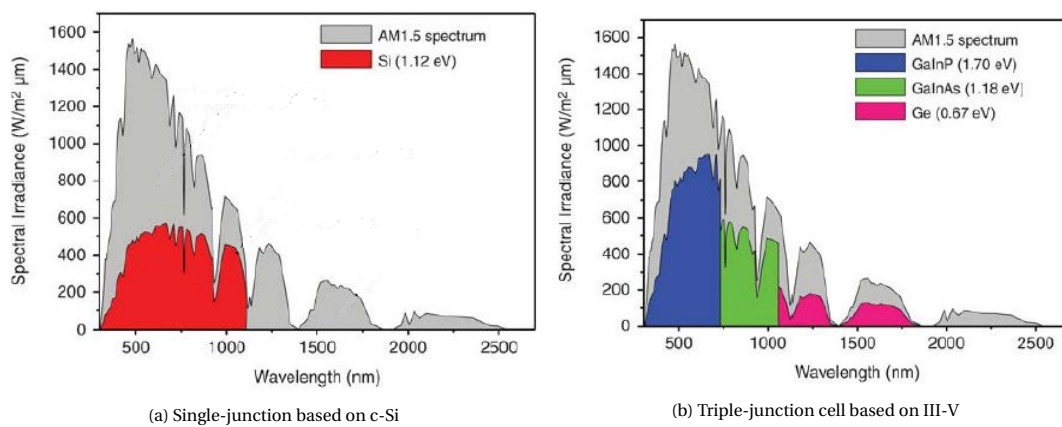 1600
1400
1200
1000
800
600
400
200
0
Spectral Irradiance (W/m² µm)
AM1.5 spectrum
Si (1.12 eV)
500
1000
1500
2000
2500
Wavelength (nm)
(a) Single-junction based on c-Si
1600
1400
1200
1000
800
600
400
200
0
Spectral Irradiance (W/m² µm)
AM1.5 spectrum
GaInP (1.70 eV)
GaInAs (1.18 eV]
Ge (0.67 eV)
500
1000
1500
2000
2500
Wavelength (nm)
(b) Triple-junction cell based on III-V